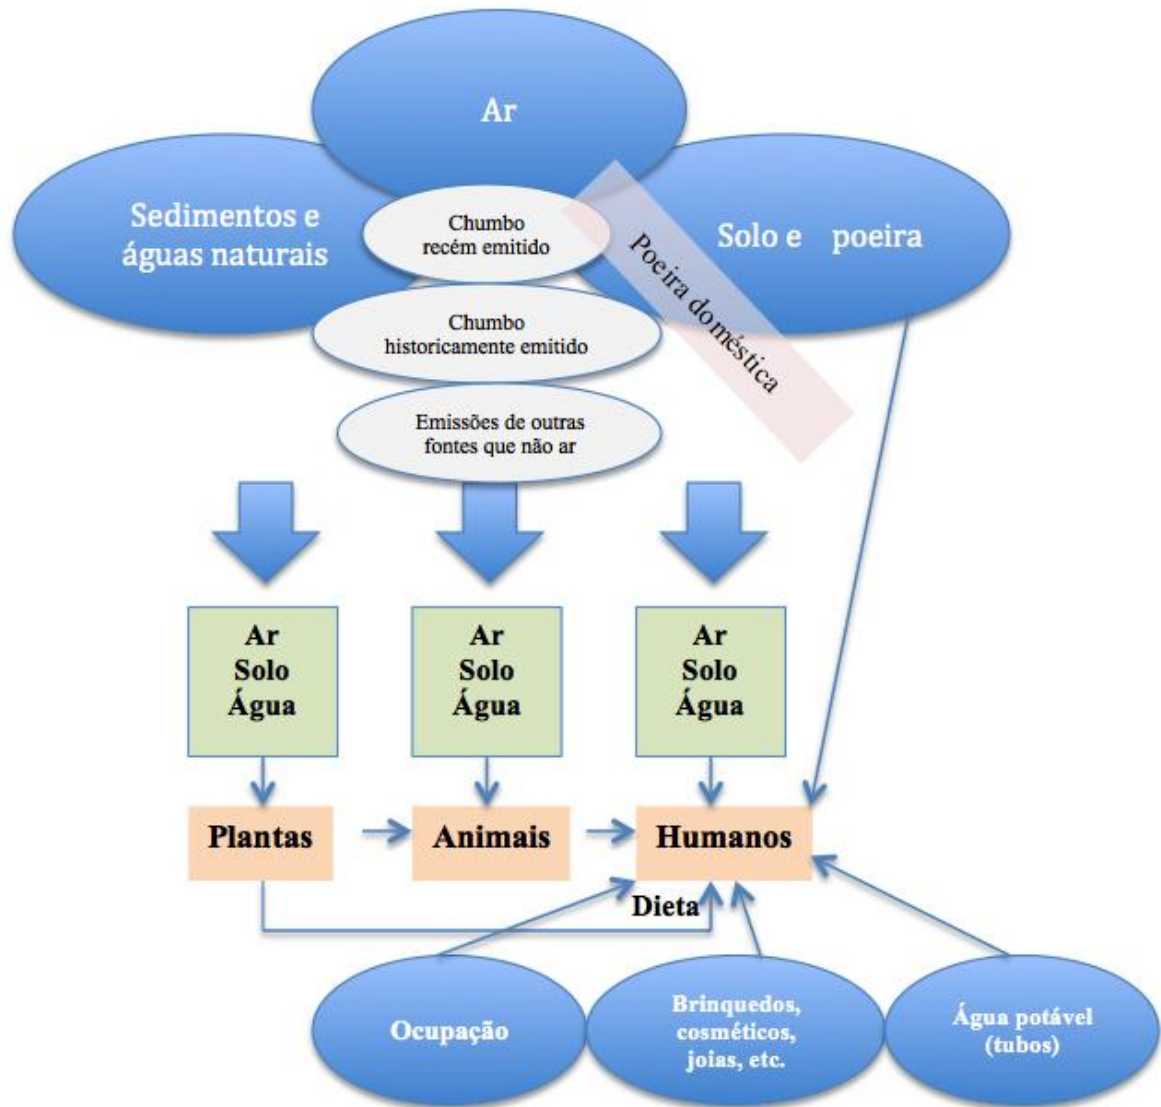 Ar
Sedimentos e
águas naturais
Chumbo
recém emitido
Solo e poeira
Poeira doméstica
Chumbo
historicamente emitido
Emissões de outras
fontes que não ar
Ar
Solo
Água
Ar
Solo
Água
Ar
Solo
Água
Plantas
Animais
Humanos
Dieta
Ocupação
Brinquedos,
cosméticos,
joias, etc.
Água potável
(tubos)